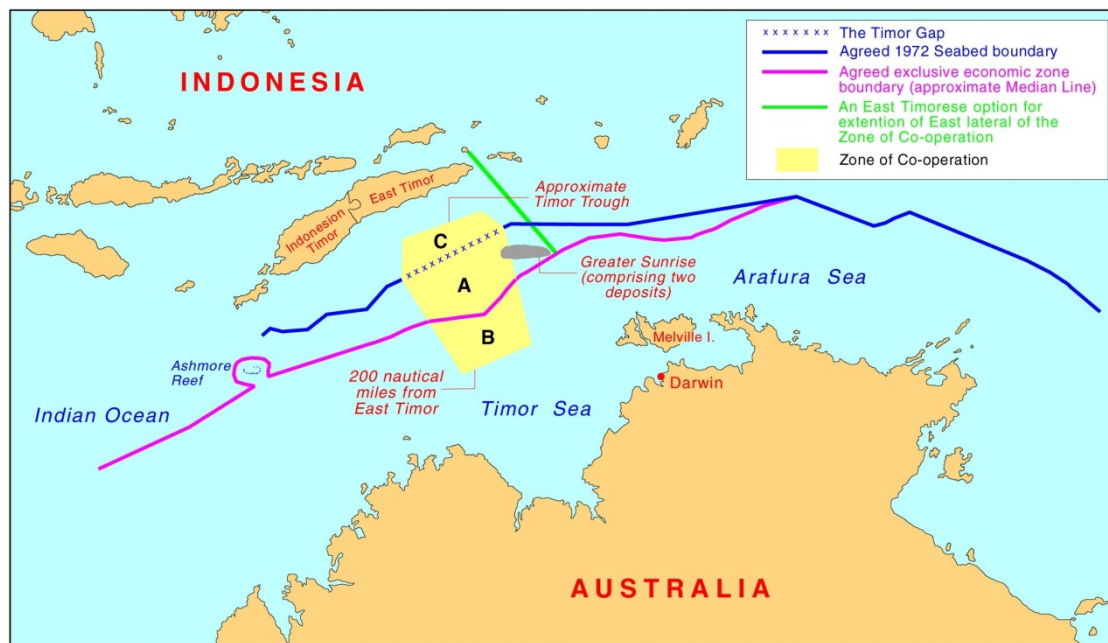 x x x x x x x The Timor Gap
Agreed 1972 Seabed boundary
Agreed exclusive economic zone
boundary (approximate Median Line)
An East Timorese option for
extention of East lateral of the
Zone of Co-operation
Zone of Co-operation
INDONESIA
East Timor
Indonesion
Timor
Approximate
Timor Trough
C
A
B
Greater Sunrise
(comprising two
deposits)
Arafura Sea
Melville I.
Darwin
Ashmore
Reef
200 nautical
miles from
East Timor
Timor Sea
Indian Ocean
AUSTRALIA